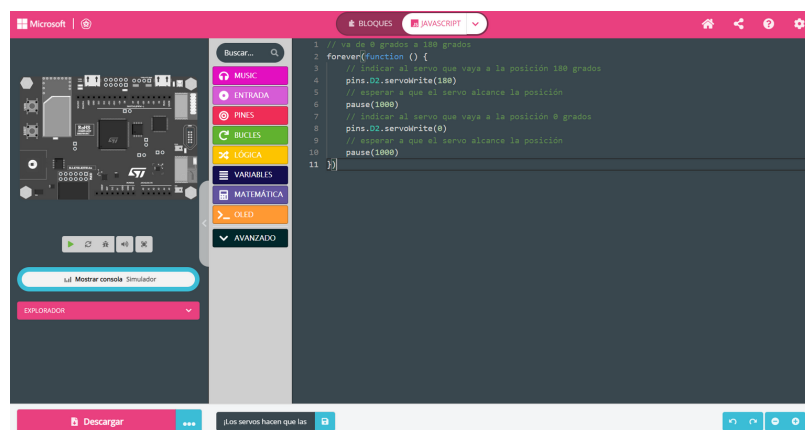 Microsoft
BLOQUES
JAVASCRIPT
Buscar...
MUSIC
ENTRADA
PINES
BUCLES
LÓGICA
VARIABLES
MATEMÁTICA
OLED
AVANZADO
1 // va de 0 grados a 180 grados
2 forever(function () {
3 // indicar al servo que vaya a la posición 180 grados
4 pins.D2.servoWrite(180)
5 // esperar a que el servo alcance la posición
6 pause(1000)
7 // indicar al servo que vaya a la posición 0 grados
8 pins.D2.servoWrite(0)
9 // esperar a que el servo alcance la posición
10 pause(1000)
11 })
Mostrar consola Simulador
EXPLORADOR
Descargar
¡Los servos hacen que las